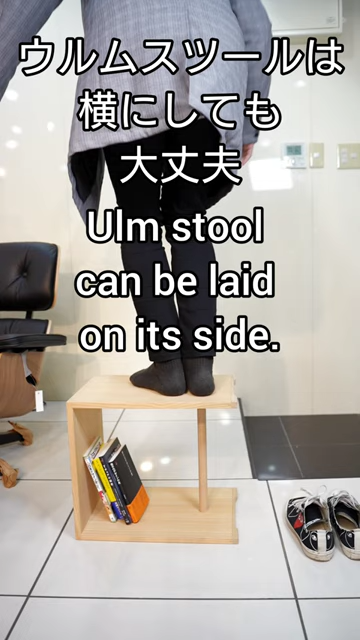 ウルムスツールは
横にしても
大丈夫
Ulm stool
can be laid
on its side.